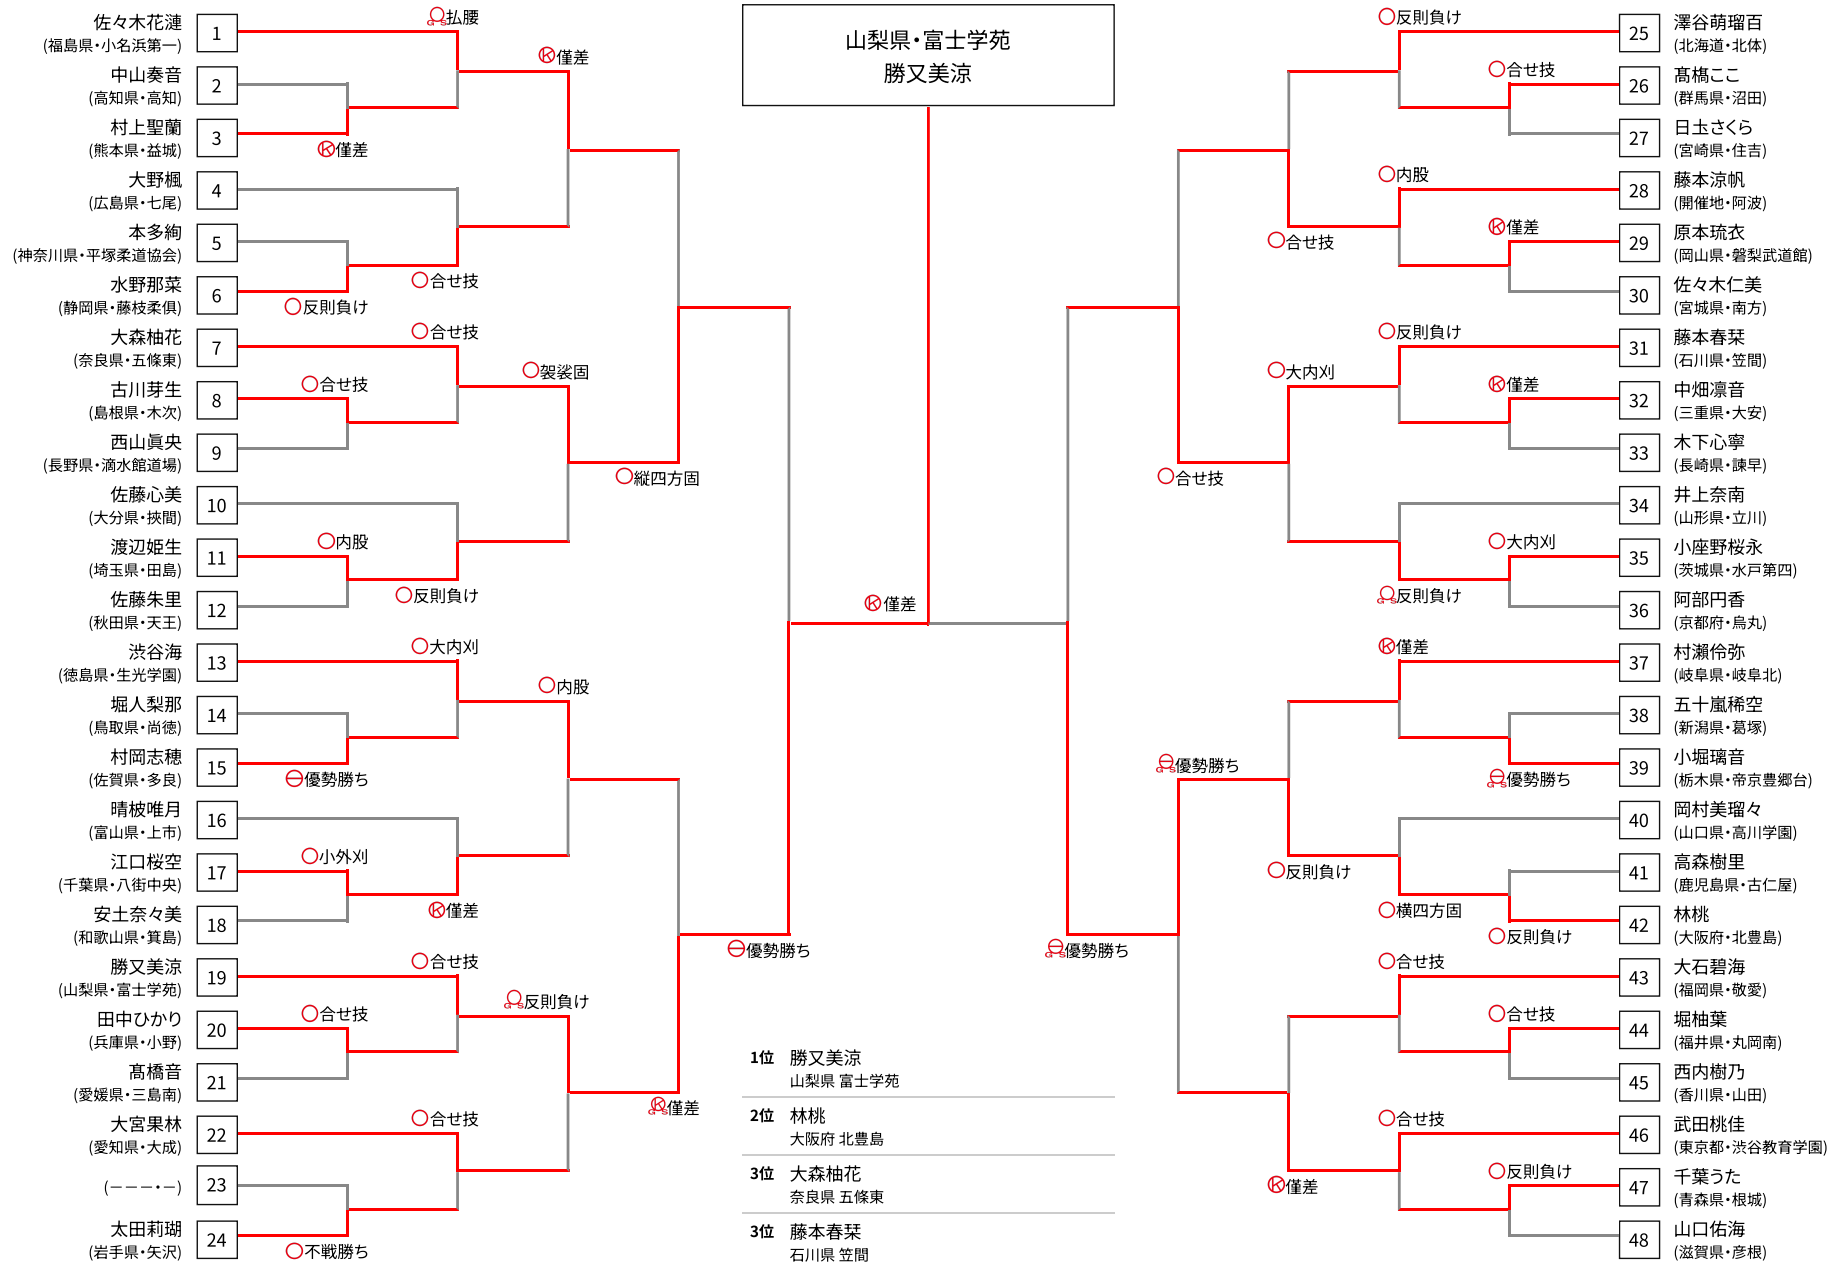 山梨県・富士学苑
勝又美涼
佐々木花漣
(福島県・小名浜第一)
1
中山奏音
(高知県・高知)
2
村上聖蘭
(熊本県・益城)
3
大野楓
(広島県・七尾)
4
本多絢
(神奈川県・平塚柔道協会)
5
水野那菜
(静岡県・藤枝柔倶)
6
大森柚花
(奈良県・五條東)
7
古川芽生
(島根県・木次)
8
西山眞央
(長野県・滴水館道場)
9
佐藤心美
(大分県・挾間)
10
渡辺姫生
(埼玉県・田島)
11
佐藤朱里
(秋田県・天王)
12
渋谷海
(徳島県・生光学園)
13
堀人梨那
(鳥取県・尚徳)
14
村岡志穂
(佐賀県・多良)
15
晴柀唯月
(富山県・上市)
16
江口桜空
(千葉県・八街中央)
17
安土奈々美
(和歌山県・箕島)
18
勝又美涼
(山梨県・富士学苑)
19
田中ひかり
(兵庫県・小野)
20
髙橋音
(愛媛県・三島南)
21
大宮果林
(愛知県・大成)
22
(ーーー・ー)
23
太田莉瑚
(岩手県・矢沢)
24
GS払腰
K僅差
K僅差
合せ技
反則負け
合せ技
合せ技
袈裟固
縦四方固
内股
反則負け
大内刈
内股
優勢勝ち
小外刈
K僅差
優勢勝ち
合せ技
合せ技
GS反則負け
合せ技
GS僅差
不戦勝ち
K僅差
25
澤谷萌瑠百
(北海道・北体)
26
髙槗ここ
(群馬県・沼田)
27
日圡さくら
(宮崎県・住吉)
28
藤本涼帆
(開催地・阿波)
29
原本琉衣
(岡山県・磐梨武道館)
30
佐々木仁美
(宮城県・南方)
31
藤本春栞
(石川県・笠間)
32
中畑凛音
(三重県・大安)
33
木下心寧
(長崎県・諫早)
34
井上奈南
(山形県・立川)
35
小座野桜永
(茨城県・水戸第四)
36
阿部円香
(京都府・烏丸)
37
村瀨伶弥
(岐阜県・岐阜北)
38
五十嵐稀空
(新潟県・葛塚)
39
小堀璃音
(栃木県・帝京豊郷台)
40
岡村美瑠々
(山口県・高川学園)
41
高森樹里
(鹿児島県・古仁屋)
42
林桃
(大阪府・北豊島)
43
大石碧海
(福岡県・敬愛)
44
堀柚葉
(福井県・丸岡南)
45
西内樹乃
(香川県・山田)
46
武田桃佳
(東京都・渋谷教育学園)
47
千葉うた
(青森県・根城)
48
山口佑海
(滋賀県・彦根)
反則負け
合せ技
内股
K僅差
合せ技
反則負け
大内刈
K僅差
合せ技
大内刈
GS反則負け
K僅差
GS優勢勝ち
GS優勢勝ち
反則負け
横四方固
反則負け
GS優勢勝ち
合せ技
合せ技
合せ技
反則負け
K僅差
1位 勝又美涼
山梨県 富士学苑
2位 林桃
大阪府 北豊島
3位 大森柚花
奈良県 五條東
3位 藤本春栞
石川県 笠間